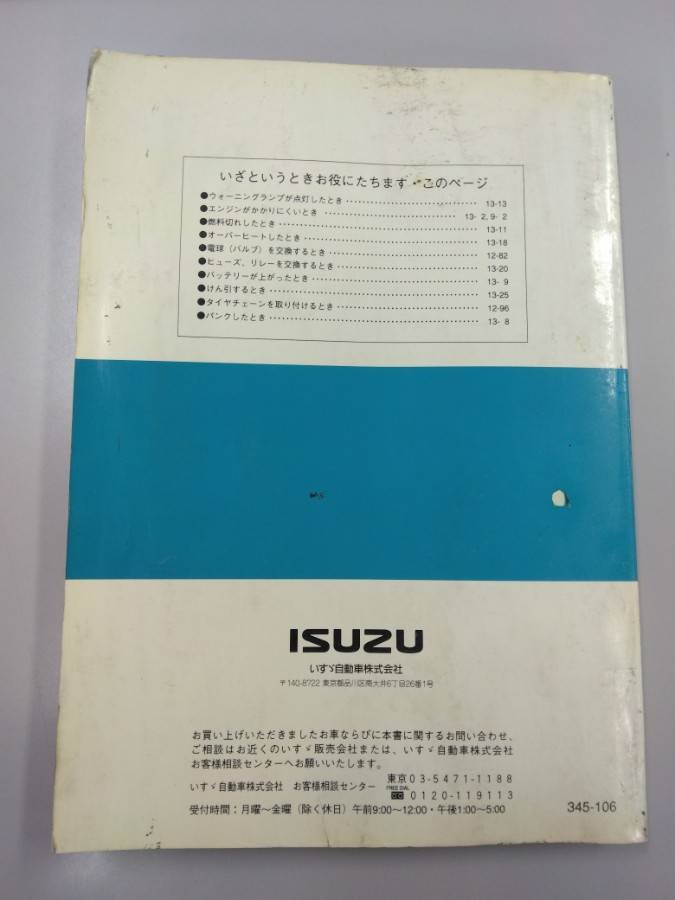 いざというときお役にたちます…このページ
●ウォーニングランプが点灯したとき 13-13
●エンジンがかかりにくいとき 13- 2, 9- 2
●燃料切れしたとき 13-11
●オーバーヒートしたとき 13-18
●電球（バルブ）を交換するとき 12-82
●ヒューズ、リレーを交換するとき 13-20
●バッテリーが上がったとき 13- 9
●けん引するとき 13-25
●タイヤチェーンを取り付けるとき 12-96
●パンクしたとき 13- 8
ISUZU
いすゞ自動車株式会社
〒140-8722 東京都品川区南大井6丁目26番1号
お買い上げいただきましたお車ならびに本書に関するお問い合わせ、
ご相談はお近くのいすゞ販売会社または、いすゞ自動車株式会社
お客様相談センターへお願いいたします。
いすゞ自動車株式会社 お客様相談センター 東京03-5471-1188
FREE DIAL 0120-119113
受付時間：月曜〜金曜（除く休日）午前9:00〜12:00・午後1:00〜5:00
345-106